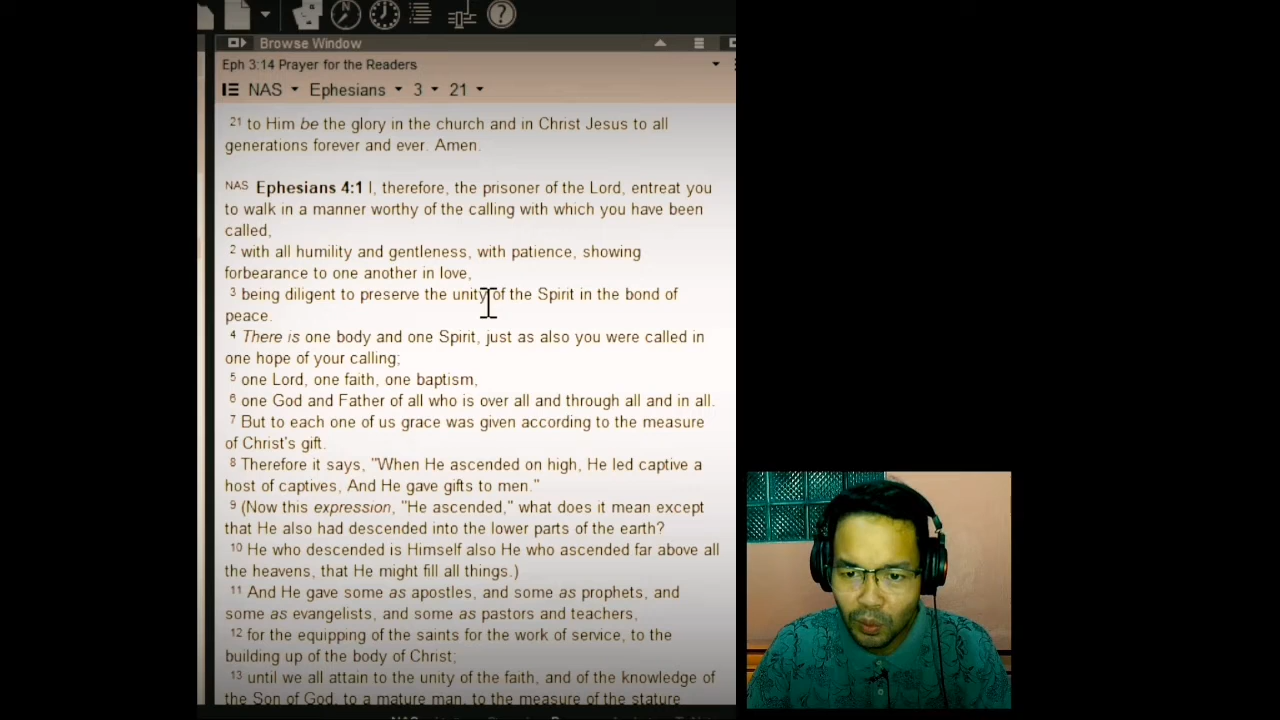 Browse Window
Eph 3:14 Prayer for the Readers
NAS Ephesians 3 21
21 to Him be the glory in the church and in Christ Jesus to all
generations forever and ever. Amen.
NAS Ephesians 4:1 I, therefore, the prisoner of the Lord, entreat you
to walk in a manner worthy of the calling with which you have been
called,
2 with all humility and gentleness, with patience, showing
forbearance to one another in love,
3 being diligent to preserve the unity of the Spirit in the bond of
peace.
4 There is one body and one Spirit, just as also you were called in
one hope of your calling;
5 one Lord, one faith, one baptism,
6 one God and Father of all who is over all and through all and in all.
7 But to each one of us grace was given according to the measure
of Christ's gift.
8 Therefore it says, "When He ascended on high, He led captive a
host of captives, And He gave gifts to men."
9 (Now this expression, "He ascended," what does it mean except
that He also had descended into the lower parts of the earth?
10 He who descended is Himself also He who ascended far above all
the heavens, that He might fill all things.)
11 And He gave some as apostles, and some as prophets, and
some as evangelists, and some as pastors and teachers,
12 for the equipping of the saints for the work of service, to the
building up of the body of Christ;
13 until we all attain to the unity of the faith, and of the knowledge of
the Son of God, to a mature man, to the measure of the stature